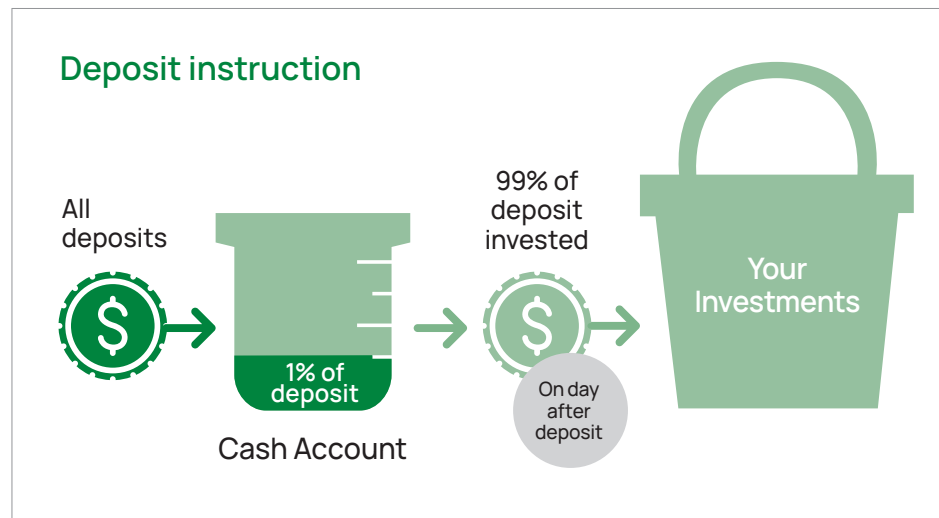 Deposit instruction
All
deposits
$
1% of
deposit
Cash Account
99% of
deposit
invested
$
On day
after
deposit
Your
Investments